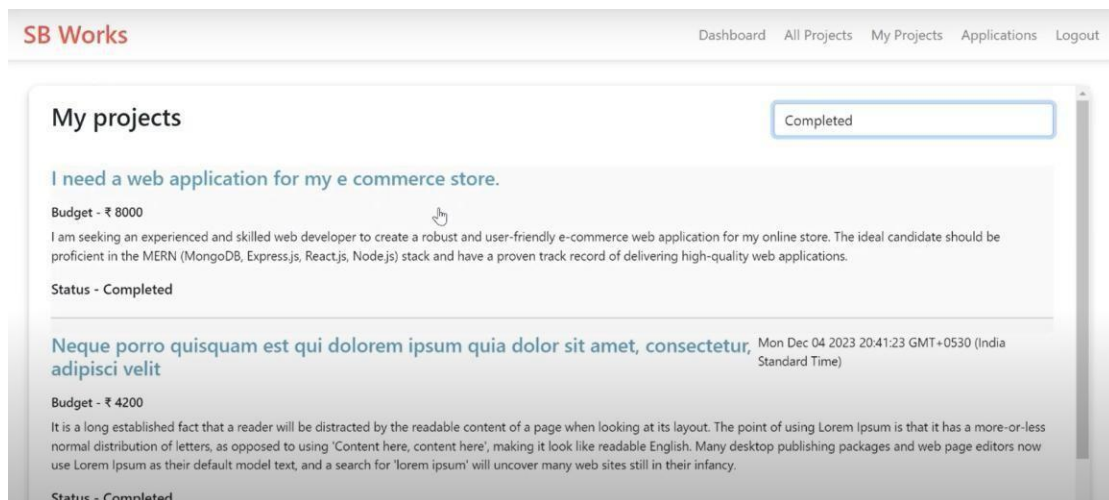 SB Works
Dashboard All Projects My Projects Applications Logout
My projects
Completed
I need a web application for my e commerce store.
Budget - ₹ 8000
I am seeking an experienced and skilled web developer to create a robust and user-friendly e-commerce web application for my online store. The ideal candidate should be
proficient in the MERN (MongoDB, Express.js, React.js, Node.js) stack and have a proven track record of delivering high-quality web applications.
Status - Completed
Neque porro quisquam est qui dolorem ipsum quia dolor sit amet, consectetur,
adipisci velit
Mon Dec 04 2023 20:41:23 GMT+0530 (India
Standard Time)
Budget - ₹ 4200
It is a long established fact that a reader will be distracted by the readable content of a page when looking at its layout. The point of using Lorem Ipsum is that it has a more-or-less
normal distribution of letters, as opposed to using 'Content here, content here', making it look like readable English. Many desktop publishing packages and web page editors now
use Lorem Ipsum as their default model text, and a search for 'lorem ipsum' will uncover many web sites still in their infancy.
Status - Completed